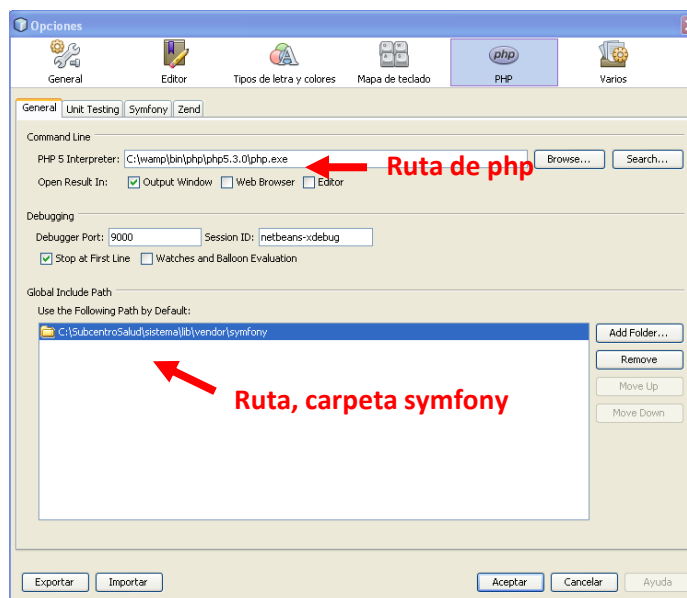 Opciones
General Editor Tipos de letra y colores Mapa de teclado PHP Varios
General Unit Testing Symfony Zend
Command Line
PHP 5 Interpreter: C:\wamp\bin\php\php5.3.0\php.exe Browse... Search...
Ruta de php
Open Result In: Output Window Web Browser Editor
Debugging
Debugger Port: 9000 Session ID: netbeans-xdebug
Stop at First Line Watches and Balloon Evaluation
Global Include Path
Use the Following Path by Default:
C:\SubcentroSalud\sistema\lib\vendor\symfony Add Folder...
Remove
Move Up
Ruta, carpeta symfony
Move Down
Exportar Importar Aceptar Cancelar Ayuda